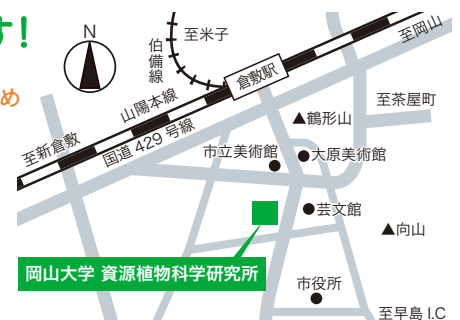 す!
め
N
至米子
伯備線
倉敷駅
至岡山
山陽本線
至茶屋町
至新倉敷
国道 429 号線
▲鶴形山
市立美術館
大原美術館
芸文館
▲向山
岡山大学 資源植物科学研究所
市役所
至早島 I.C